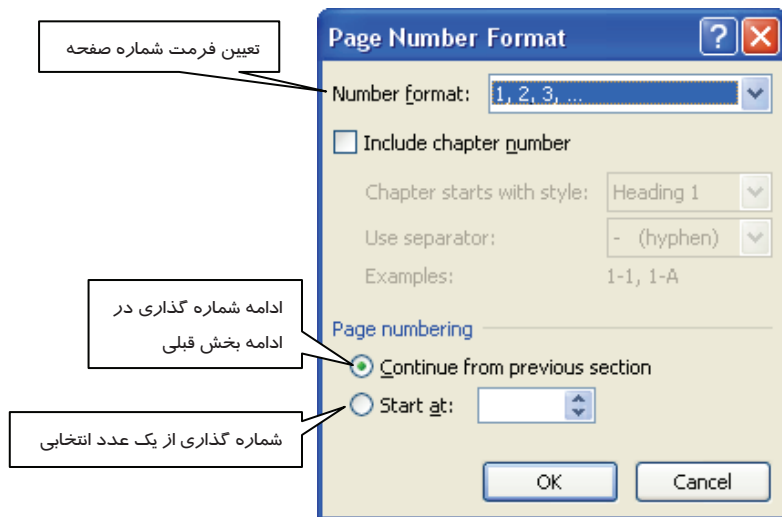 تعیین فرمت شماره صفحه
Page Number Format
Number format: 1, 2, 3, ...
Include chapter number
Chapter starts with style: Heading 1
Use separator: - (hyphen)
Examples: 1-1, 1-A
ادامه شماره گذاری در
ادامه بخش قبلی
Page numbering
Continue from previous section
Start at:
شماره گذاری از یک عدد انتخابی
OK Cancel